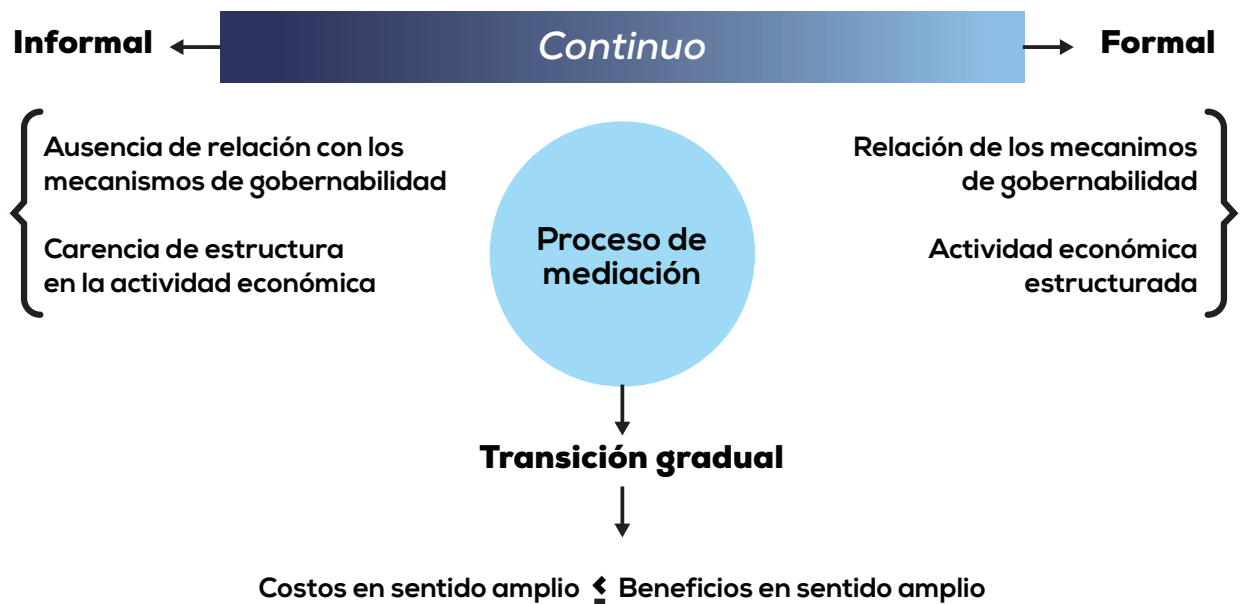 Informal
Continuo
Formal
Ausencia de relación con los
mecanismos de gobernabilidad
Carencia de estructura
en la actividad económica
Proceso de
mediación
Relación de los mecanimos
de gobernabilidad
Actividad económica
estructurada
Transición gradual
Costos en sentido amplio ≤ Beneficios en sentido amplio